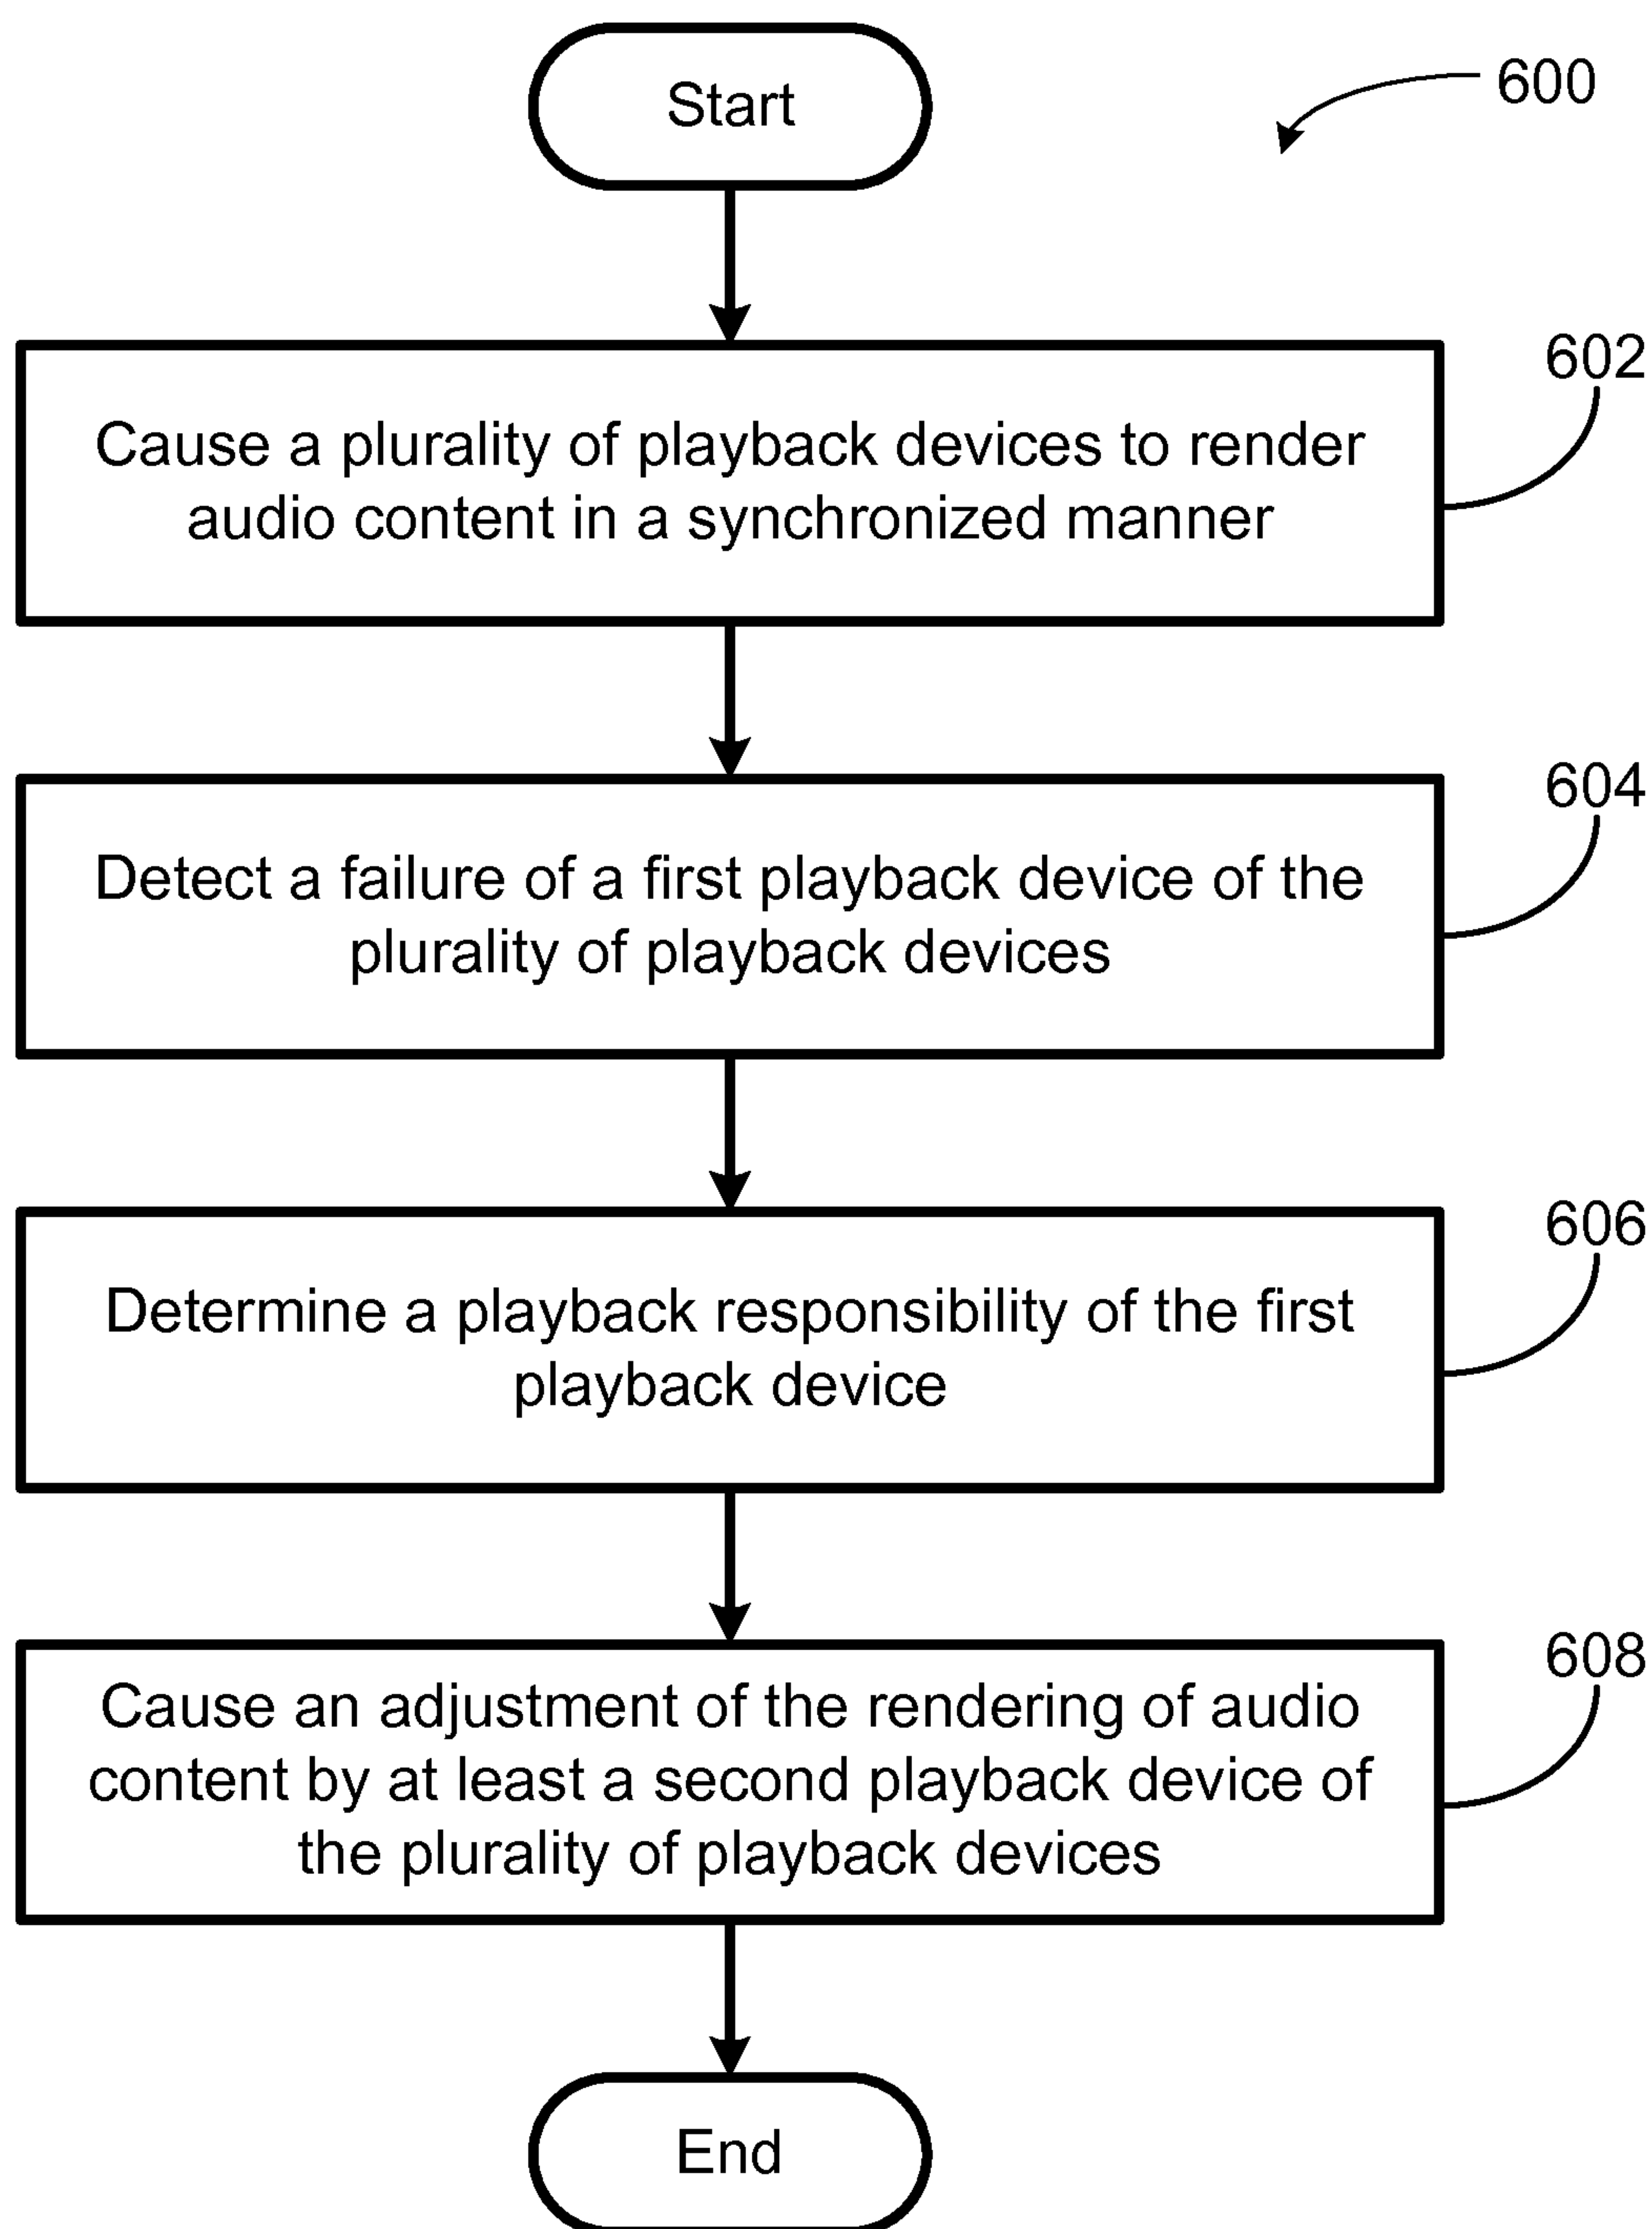 Start
600
602
Cause a plurality of playback devices to render
audio content in a synchronized manner
604
Detect a failure of a first playback device of the
plurality of playback devices
606
Determine a playback responsibility of the first
playback device
608
Cause an adjustment of the rendering of audio
content by at least a second playback device of
the plurality of playback devices
End